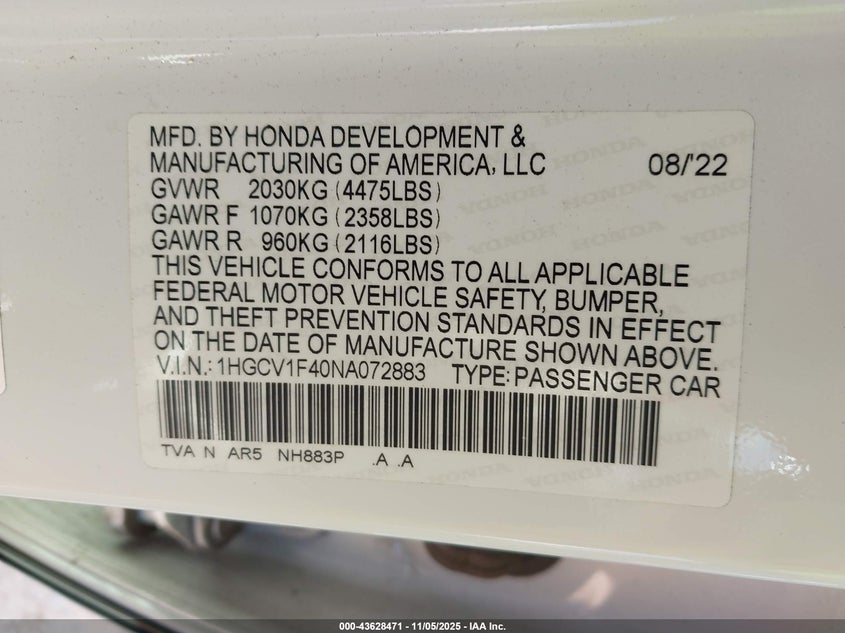 MFD. BY HONDA DEVELOPMENT &
MANUFACTURING OF AMERICA, LLC 08/'22
GVWR 2030KG (4475LBS)
GAWR F 1070KG (2358LBS)
GAWR R 960KG (2116LBS)
THIS VEHICLE CONFORMS TO ALL APPLICABLE
FEDERAL MOTOR VEHICLE SAFETY, BUMPER,
AND THEFT PREVENTION STANDARDS IN EFFECT
ON THE DATE OF MANUFACTURE SHOWN ABOVE.
V.I.N.: 1HGCV1F40NA072883 TYPE: PASSENGER CAR
TVA N AR5 NH883P .A .A
000-43628471 - 11/05/2025 - IAA Inc.